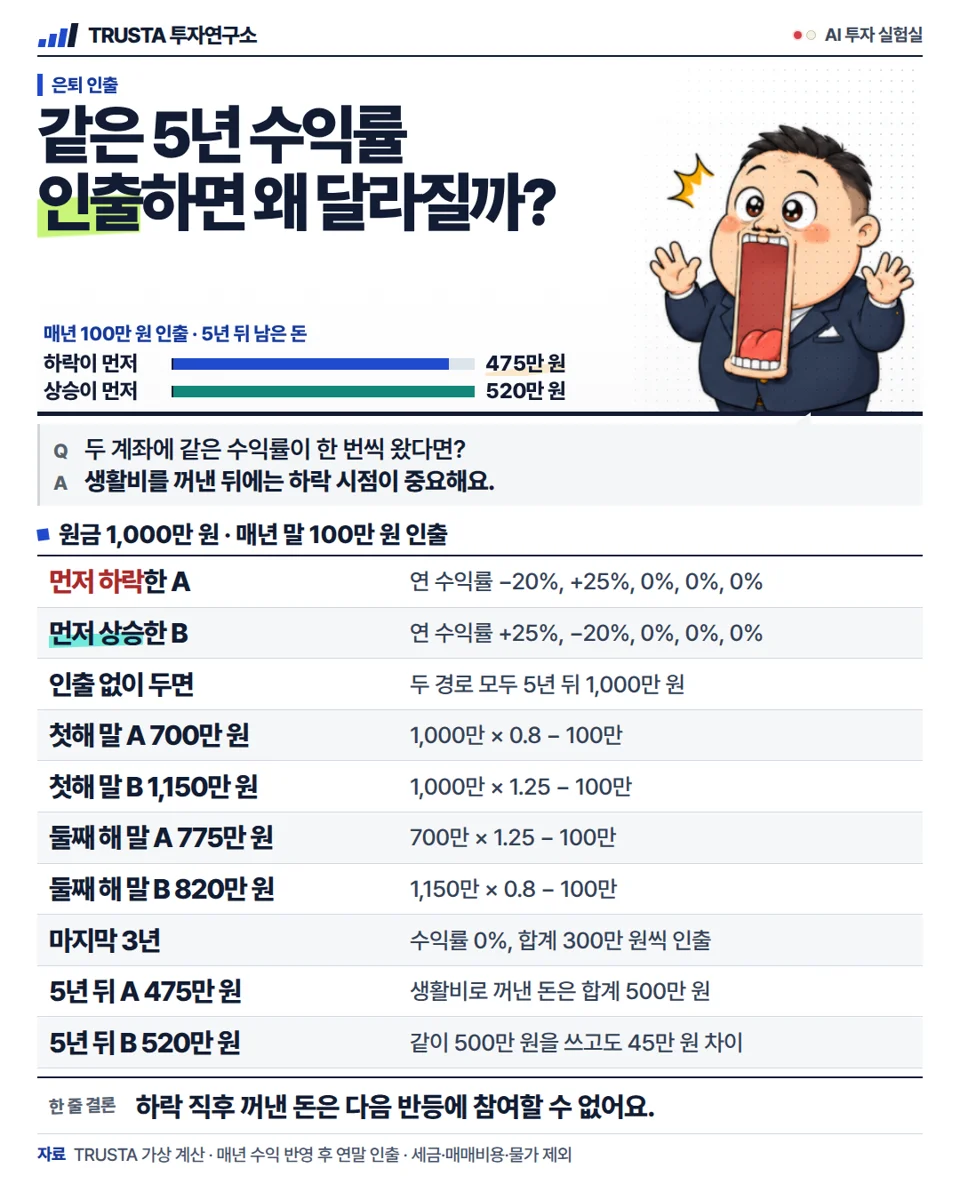 TRUSTA 투자연구소
AI 투자 실험실
은퇴 인출
같은 5년 수익률
인출하면 왜 달라질까?
매년 100만 원 인출 · 5년 뒤 남은 돈
하락이 먼저 475만 원
상승이 먼저 520만 원
Q 두 계좌에 같은 수익률이 한 번씩 왔다면?
A 생활비를 꺼낸 뒤에는 하락 시점이 중요해요.
원금 1,000만 원 · 매년 말 100만 원 인출
먼저 하락한 A 연 수익률 −20%, +25%, 0%, 0%, 0%
먼저 상승한 B 연 수익률 +25%, −20%, 0%, 0%, 0%
인출 없이 두면 두 경로 모두 5년 뒤 1,000만 원
첫해 말 A 700만 원 1,000만 × 0.8 − 100만
첫해 말 B 1,150만 원 1,000만 × 1.25 − 100만
둘째 해 말 A 775만 원 700만 × 1.25 − 100만
둘째 해 말 B 820만 원 1,150만 × 0.8 − 100만
마지막 3년 수익률 0%, 합계 300만 원씩 인출
5년 뒤 A 475만 원 생활비로 꺼낸 돈은 합계 500만 원
5년 뒤 B 520만 원 같이 500만 원을 쓰고도 45만 원 차이
한 줄 결론 하락 직후 꺼낸 돈은 다음 반등에 참여할 수 없어요.
자료 TRUSTA 가상 계산 · 매년 수익 반영 후 연말 인출 · 세금·매매비용·물가 제외